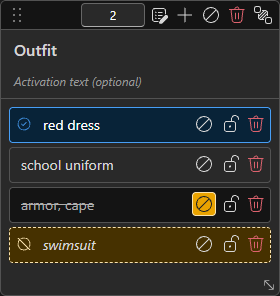 2
Outfit
Activation text (optional)
red dress
school uniform
armor, cape
swimsuit